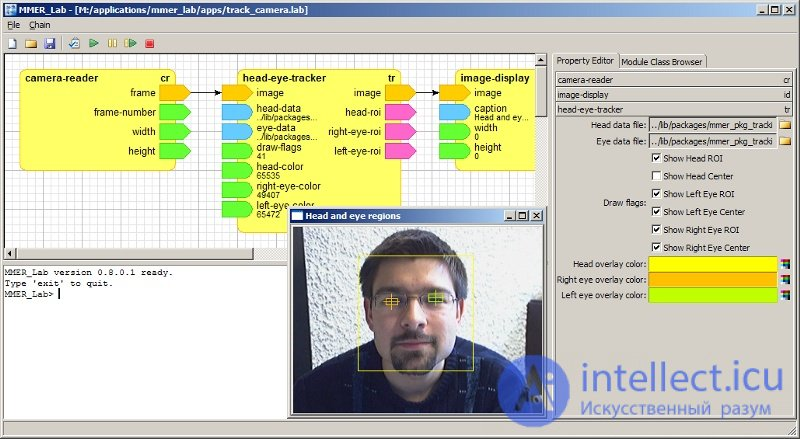 MMER_Lab - [M:/applications/mmer_lab/apps/track_camera.lab]
File Chain
camera-reader cr
frame
frame-number
width
height
head-eye-tracker tr
image image
head-data head-roi
../lib/packages...
eye-data right-eye-roi
../lib/packages...
draw-flags left-eye-roi
41
head-color
65535
right-eye-color
49407
left-eye-color
65472
image-display
image
caption
Head and ey...
width
0
height
0
Property Editor Module Class Browser
camera-reader cr
image-display id
head-eye-tracker tr
Head data file: ../lib/packages/mmer_pkg_tracki
Eye data file: ../lib/packages/mmer_pkg_tracki
Draw flags:
Show Head ROI
Show Head Center
Show Left Eye ROI
Show Left Eye Center
Show Right Eye ROI
Show Right Eye Center
Head overlay color:
Right eye overlay color:
Left eye overlay color:
MMER_Lab version 0.8.0.1 ready.
Type 'exit' to quit.
MMER_Lab>
Head and eye regions
intellect.icu
Искусственный разум